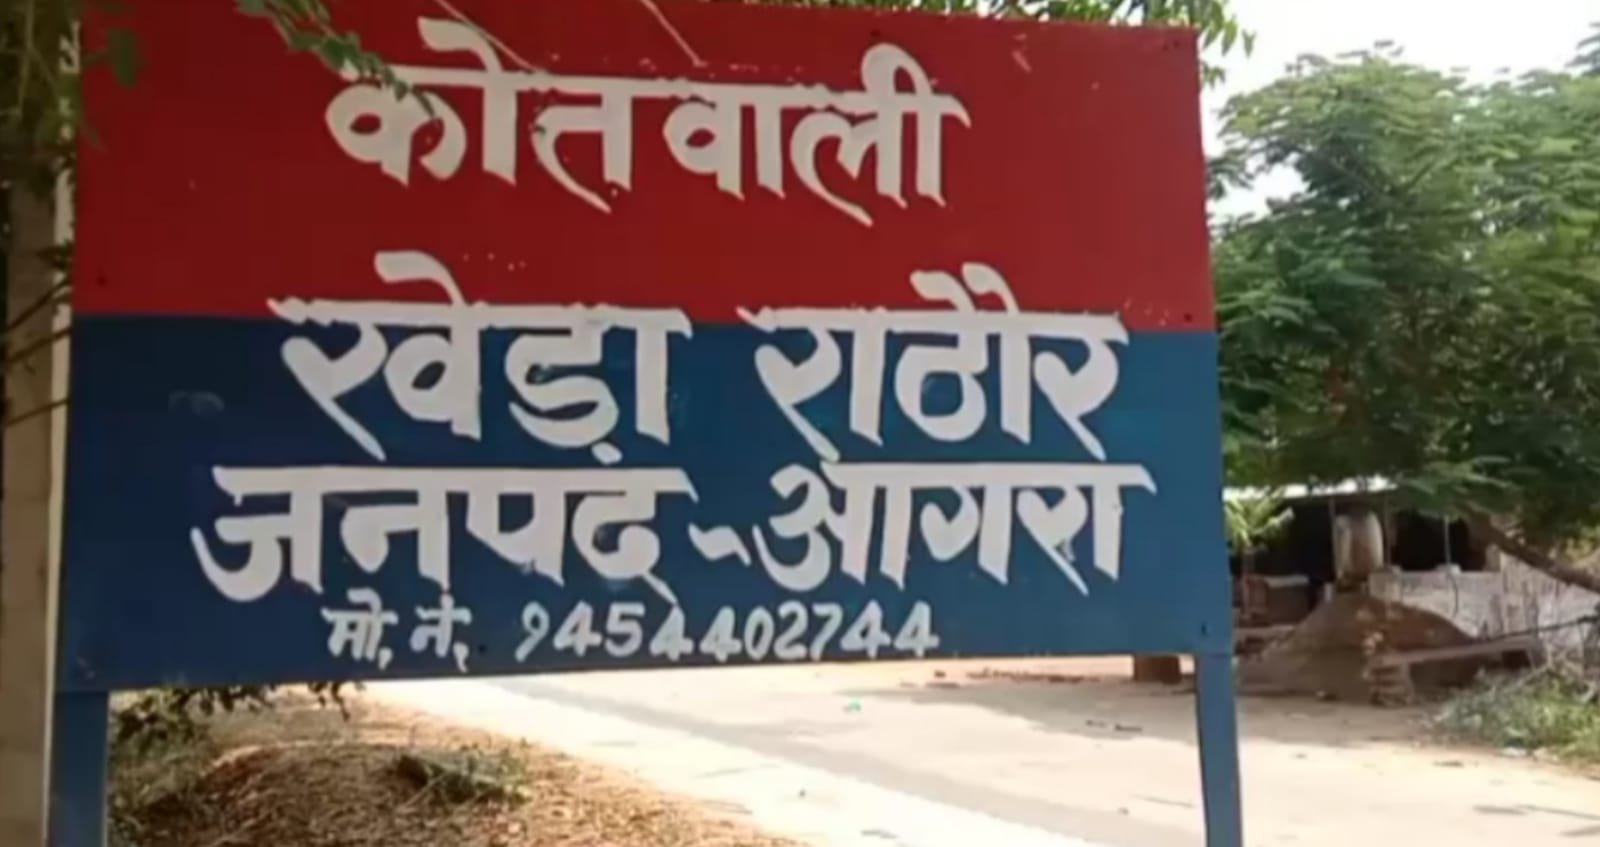 कोतवाली
खेड़ा राठौर
जनपद - आगरा
मो. नं. 9454402744